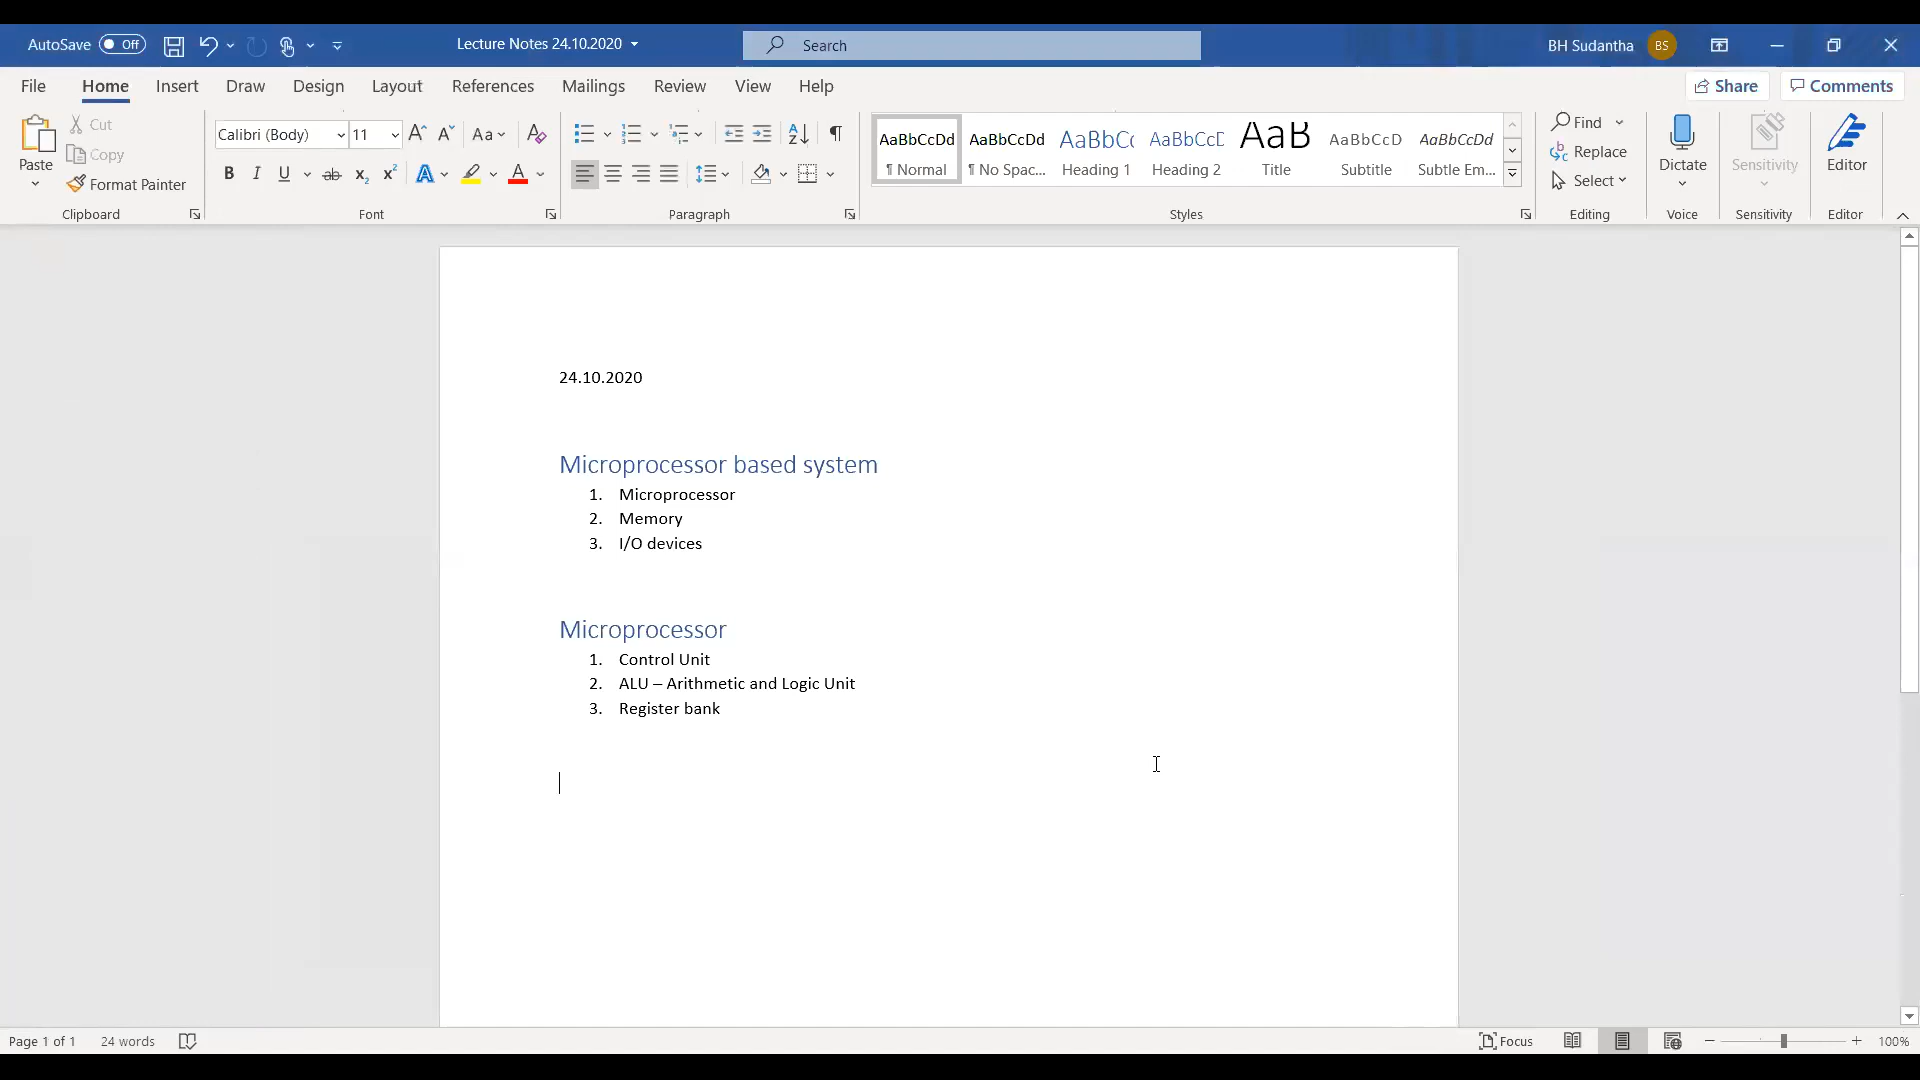 AutoSave Off Lecture Notes 24.10.2020 Search BH Sudantha BS
File Home Insert Draw Design Layout References Mailings Review View Help Share Comments
Paste Cut Copy Format Painter
Clipboard
Calibri (Body) 11 Aa
B I U ab x₂ x² A A
Font
Paragraph
AaBbCcDd AaBbCcDd AaBbCc AaBbCcD AaB AaBbCcD AaBbCcDd
¶ Normal ¶ No Spac... Heading 1 Heading 2 Title Subtitle Subtle Em...
Styles
Find
Replace
Select
Editing
Dictate
Voice
Sensitivity
Sensitivity
Editor
Editor
24.10.2020
Microprocessor based system
1. Microprocessor
2. Memory
3. I/O devices
Microprocessor
1. Control Unit
2. ALU – Arithmetic and Logic Unit
3. Register bank
Page 1 of 1 24 words Focus 100%